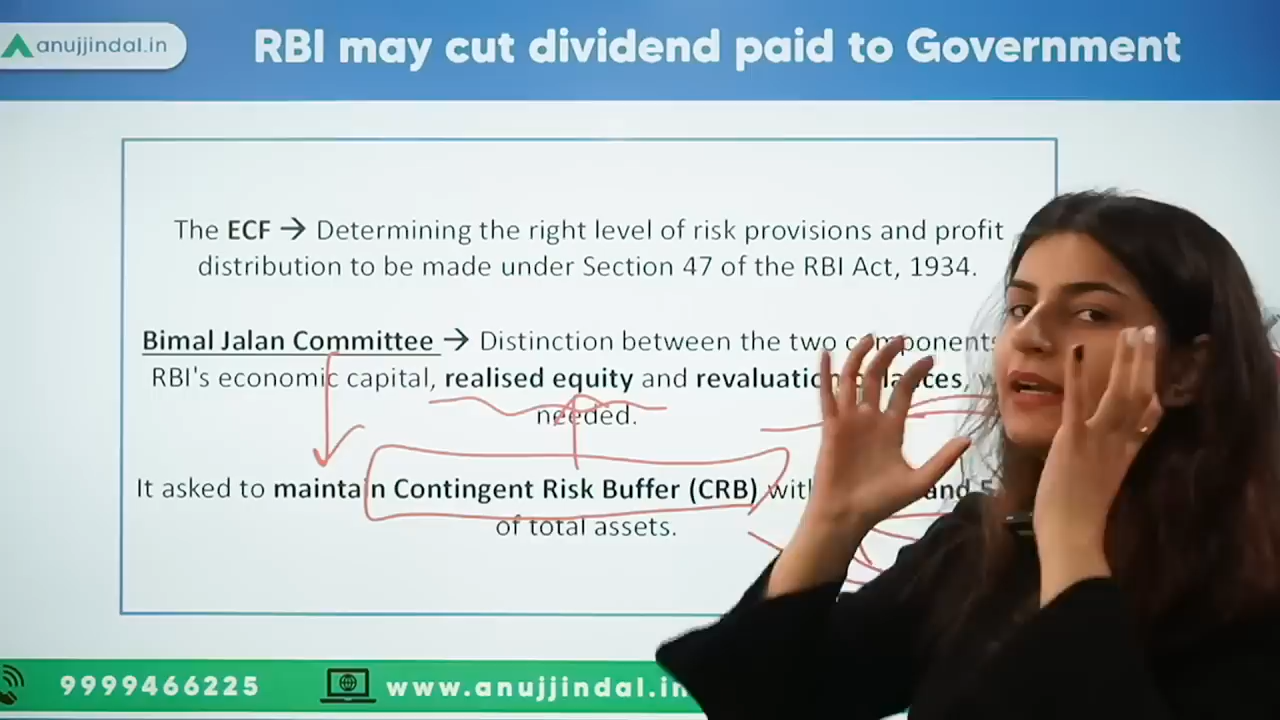 anujjindal.in
RBI may cut dividend paid to Government
The ECF → Determining the right level of risk provisions and profit
distribution to be made under Section 47 of the RBI Act, 1934.
Bimal Jalan Committee → Distinction between the two components
RBI's economic capital, realised equity and
needed.
It asked to maintain Contingent Risk Buffer (CRB) and
of total assets.
9999466225
www.anujjindal.in